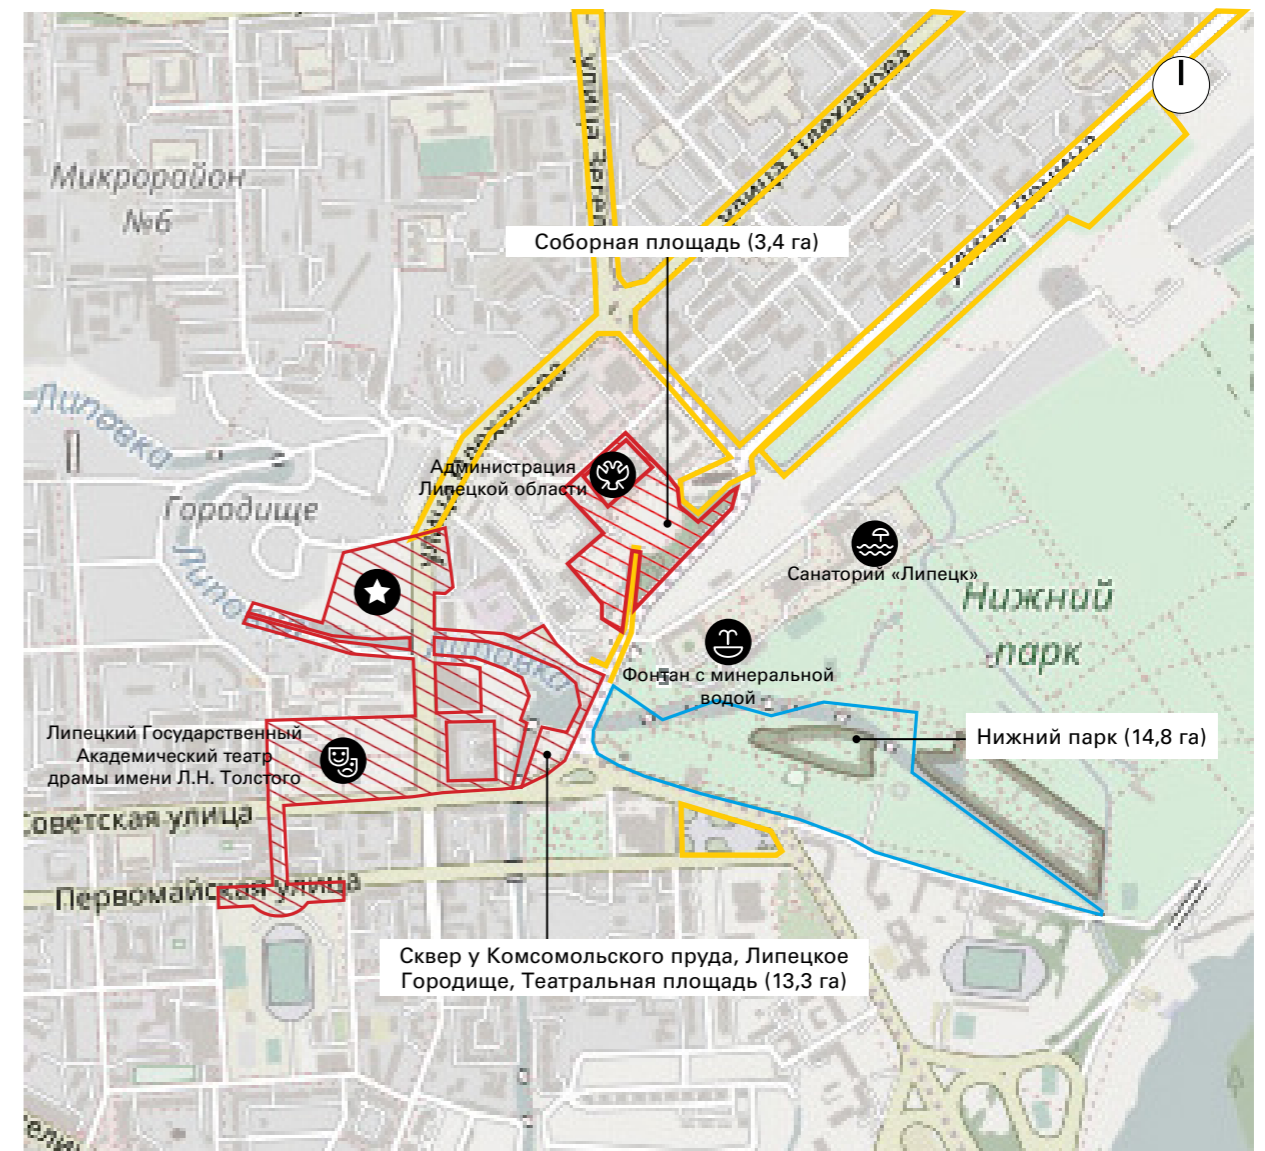 Микрорайон
№6
Соборная площадь (3,4 га)
Липовка
Администрация
Липецкой области
Городище
Санаторий «Липецк»
Липовка
Нижний
парк
Липовка
Фонтан с минеральной
водой
Липецкий Государственный
Академический театр
драмы имени Л.Н. Толстого
Нижний парк (14,8 га)
Советская улица
Первомайская улица
Сквер у Комсомольского пруда, Липецкое
Городище, Театральная площадь (13,3 га)